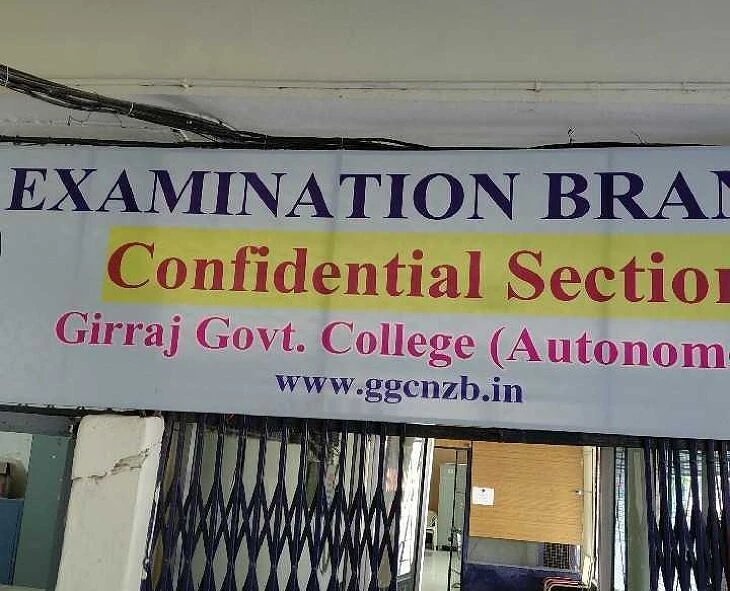 EXAMINATION BRAN
Confidential Section
Girraj Govt. College (Autonom
www.ggcnzb.in